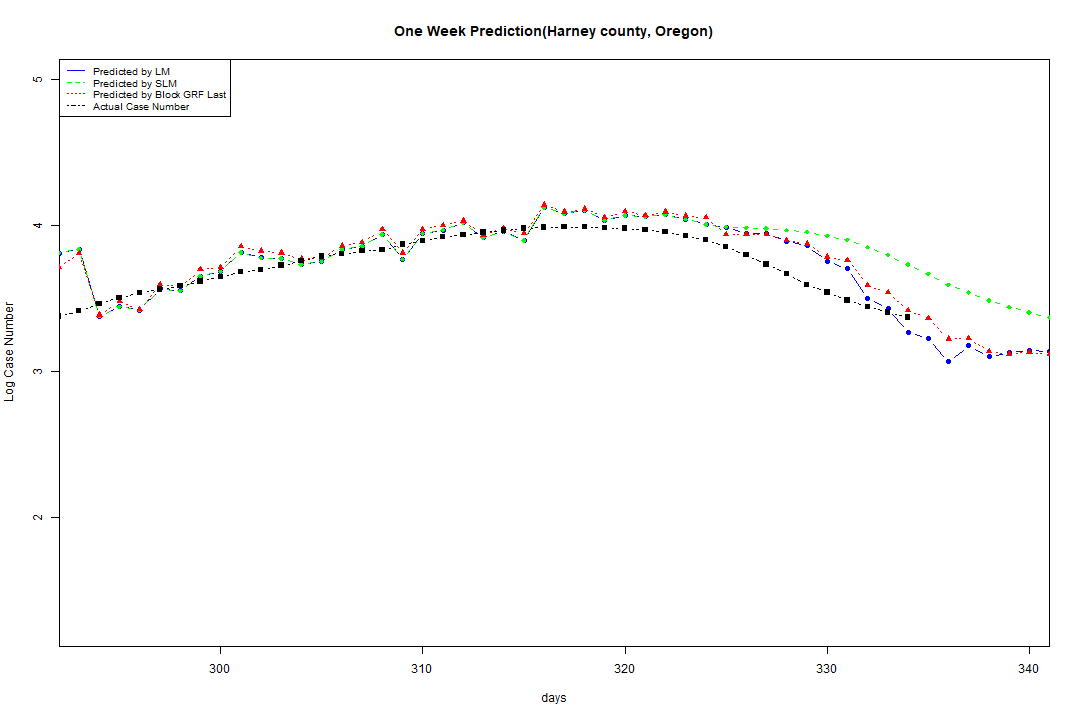 One Week Prediction(Harney county, Oregon)
Predicted by LM
Predicted by SLM
Predicted by Block GRF Last
Actual Case Number
5
4
3
2
Log Case Number
300 310 320 330 340
days